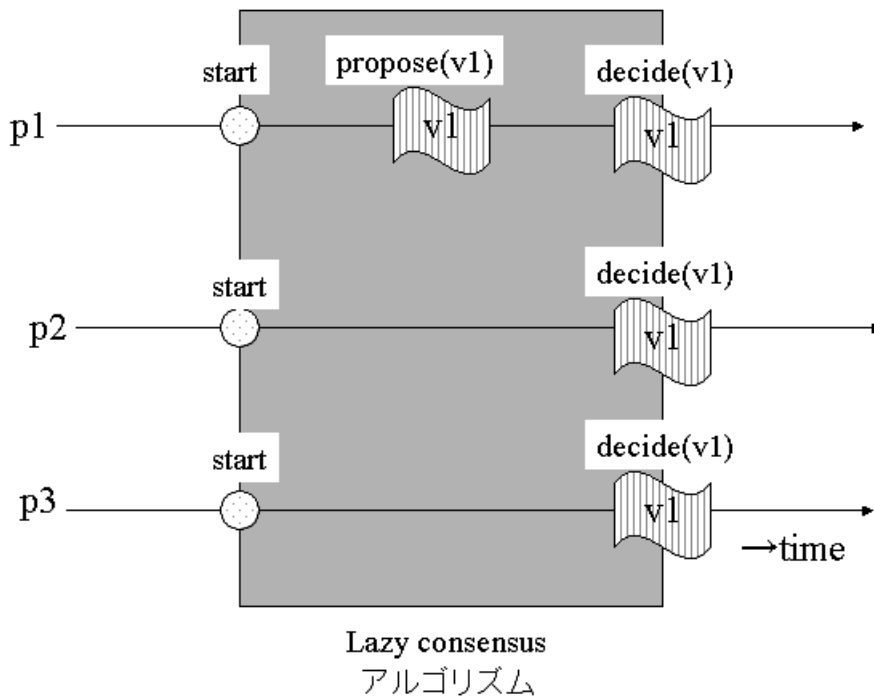 start
propose(v1)
decide(v1)
p1
v1
v1
start
decide(v1)
p2
v1
start
decide(v1)
p3
v1
→time
Lazy consensus
アルゴリズム